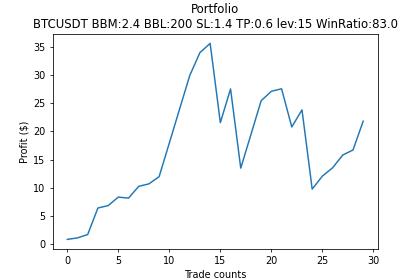 Portfolio
BTCUSDT BBM:2.4 BBL:200 SL:1.4 TP:0.6 lev:15 WinRatio:83.0
35
30
25
20
15
10
5
0
Profit ($)
0 5 10 15 20 25 30
Trade counts